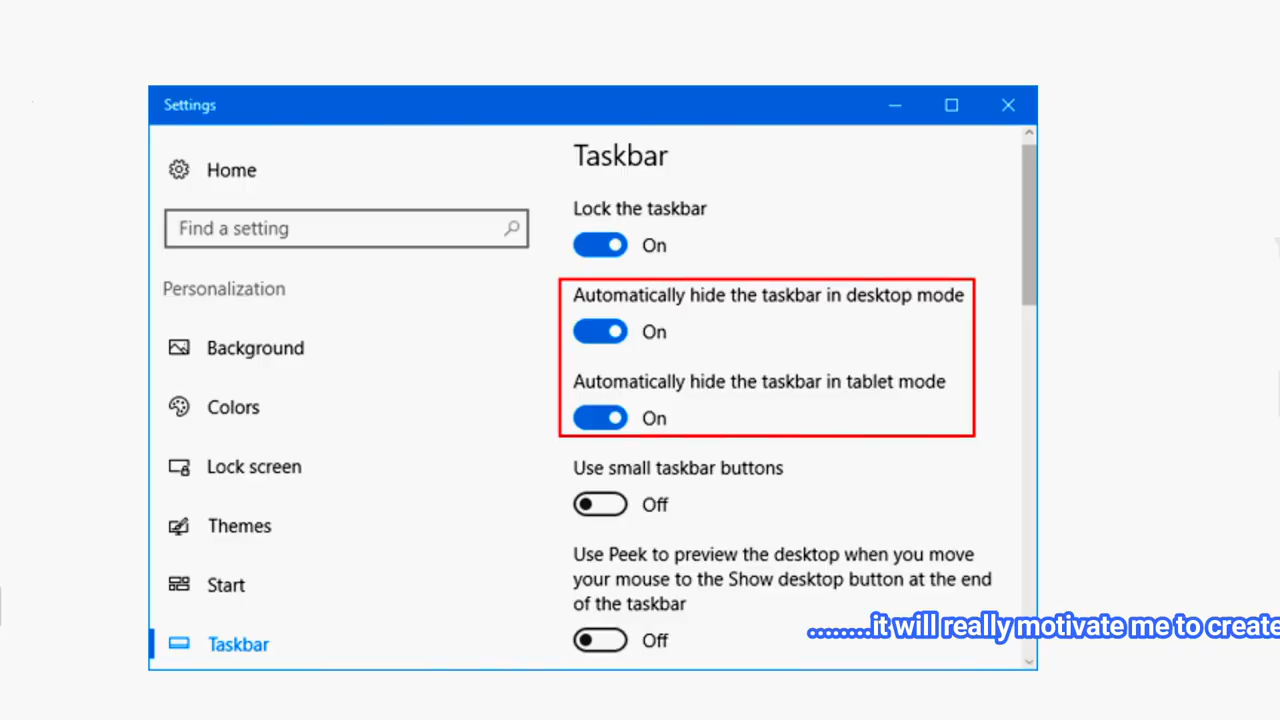 Settings
Home
Find a setting
Personalization
Background
Colors
Lock screen
Themes
Start
Taskbar
Taskbar
Lock the taskbar
On
Automatically hide the taskbar in desktop mode
On
Automatically hide the taskbar in tablet mode
On
Use small taskbar buttons
Off
Use Peek to preview the desktop when you move
your mouse to the Show desktop button at the end
of the taskbar
Off
........it will really motivate me to create